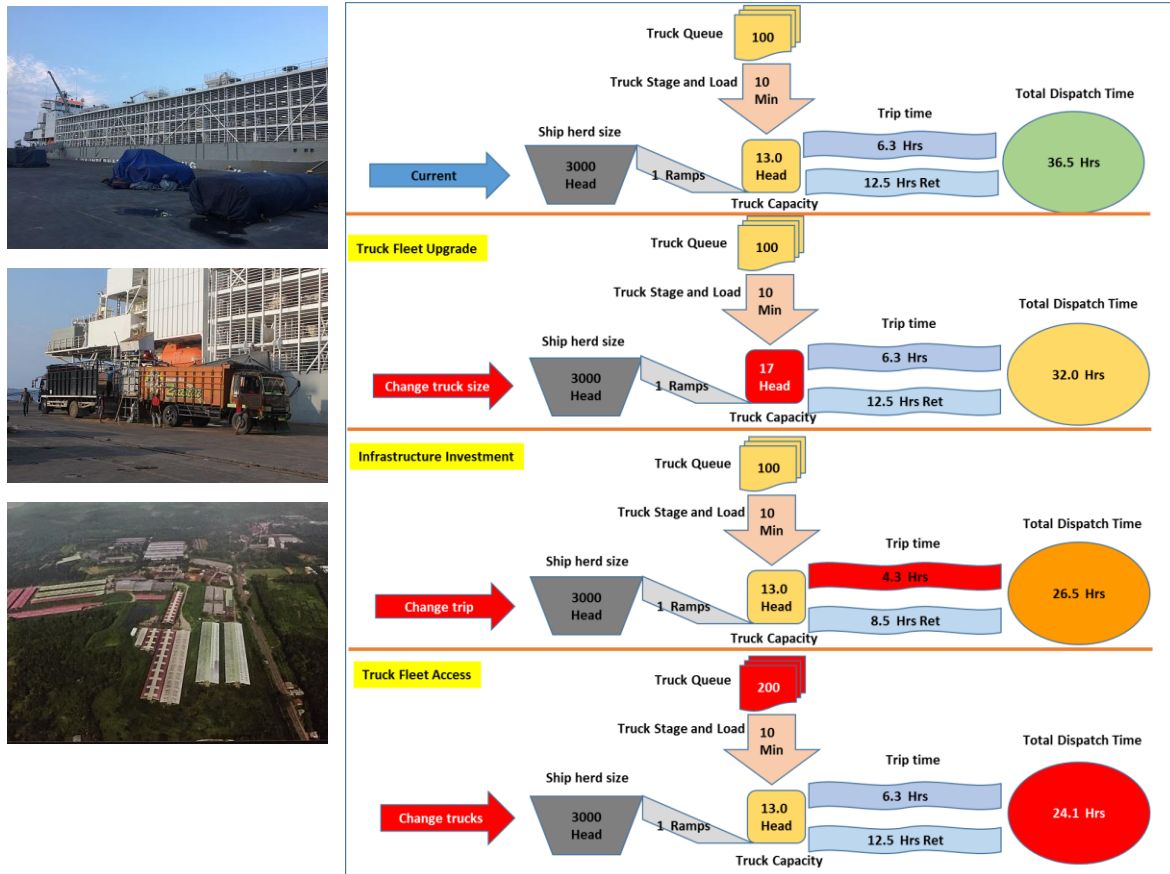 Truck Queue
100
Truck Stage and Load
10
Min
Total Dispatch Time
Trip time
Ship herd size
6.3 Hrs
3000
Head
1 Ramps
13.0
Head
36.5 Hrs
Current
12.5 Hrs Ret
Truck Capacity
Truck Fleet Upgrade
Truck Queue
100
Truck Stage and Load
10
Min
Total Dispatch Time
Trip time
Ship herd size
6.3 Hrs
3000
Head
1 Ramps
17
Head
32.0 Hrs
Change truck size
12.5 Hrs Ret
Truck Capacity
Infrastructure Investment
Truck Queue
100
Truck Stage and Load
10
Min
Total Dispatch Time
Trip time
Ship herd size
4.3 Hrs
3000
Head
1 Ramps
13.0
Head
26.5 Hrs
Change trip
8.5 Hrs Ret
Truck Capacity
Truck Fleet Access
Truck Queue
200
Truck Stage and Load
10
Min
Total Dispatch Time
Trip time
Ship herd size
6.3 Hrs
3000
Head
1 Ramps
13.0
Head
24.1 Hrs
Change trucks
12.5 Hrs Ret
Truck Capacity